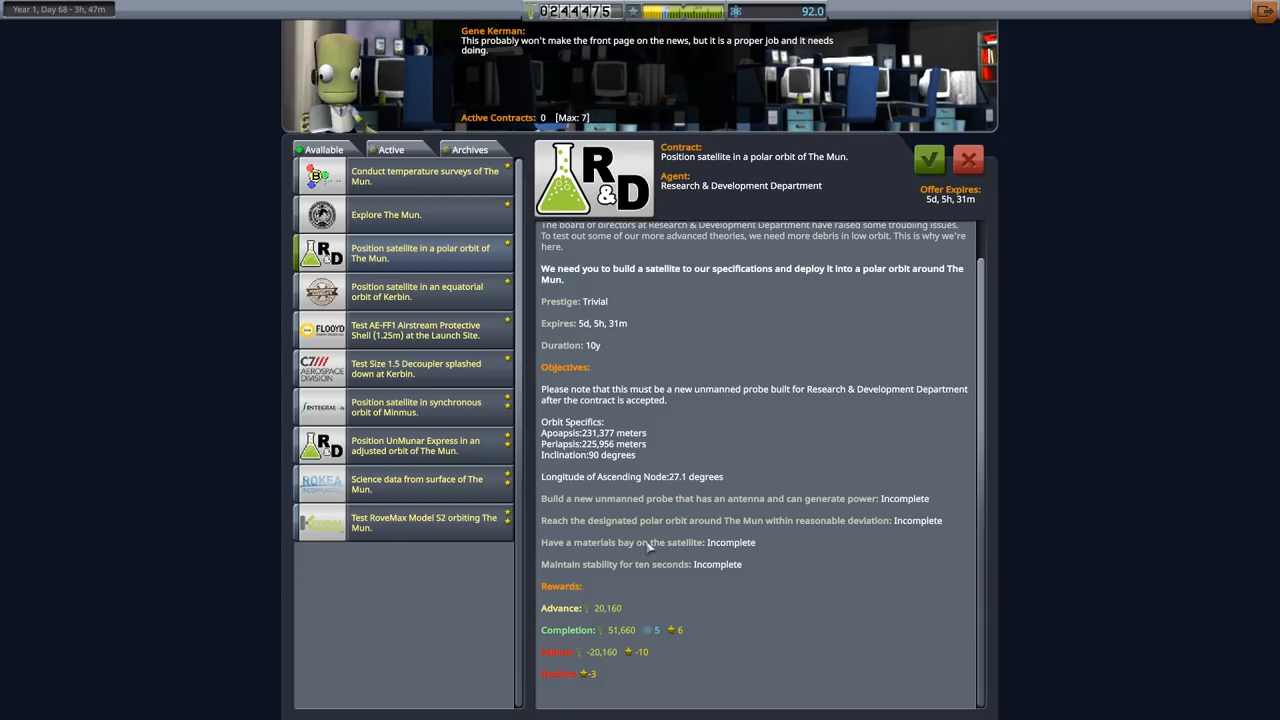 Year 1, Day 68 - 3h, 47m
0244475
92.0
Gene Kerman:
This probably won't make the front page on the news, but it is a proper job and it needs
doing.
Active Contracts: 0 [Max: 7]
Available
Active
Archives
Conduct temperature surveys of The
Mun.
Explore The Mun.
R&D
Position satellite in a polar orbit of
The Mun.
Position satellite in an equatorial
orbit of Kerbin.
FLOOYD
Test AE-FF1 Airstream Protective
Shell (1.25m) at the Launch Site.
C7///
AEROSPACE
DIVISION
Test Size 1.5 Decoupler splashed
down at Kerbin.
INTEGRAL
Position satellite in synchronous
orbit of Minmus.
R&D
Position UnMunar Express in an
adjusted orbit of The Mun.
ROKEA
Science data from surface of The
Mun.
Test RoveMax Model S2 orbiting The
Mun.
R&D
Contract:
Position satellite in a polar orbit of The Mun.
Agent:
Research & Development Department
Offer Expires:
5d, 5h, 31m
The board of directors at Research & Development Department have raised some troubling issues.
To test out some of our more advanced theories, we need more debris in low orbit. This is why we're
here.
We need you to build a satellite to our specifications and deploy it into a polar orbit around The
Mun.
Prestige: Trivial
Expires: 5d, 5h, 31m
Duration: 10y
Objectives:
Please note that this must be a new unmanned probe built for Research & Development Department
after the contract is accepted.
Orbit Specifics:
Apoapsis:231,377 meters
Periapsis:225,956 meters
Inclination:90 degrees
Longitude of Ascending Node:27.1 degrees
Build a new unmanned probe that has an antenna and can generate power: Incomplete
Reach the designated polar orbit around The Mun within reasonable deviation: Incomplete
Have a materials bay on the satellite: Incomplete
Maintain stability for ten seconds: Incomplete
Rewards:
Advance: 20,160
Completion: 51,660 5 6
Failure: -20,160 -10
Decline: -3